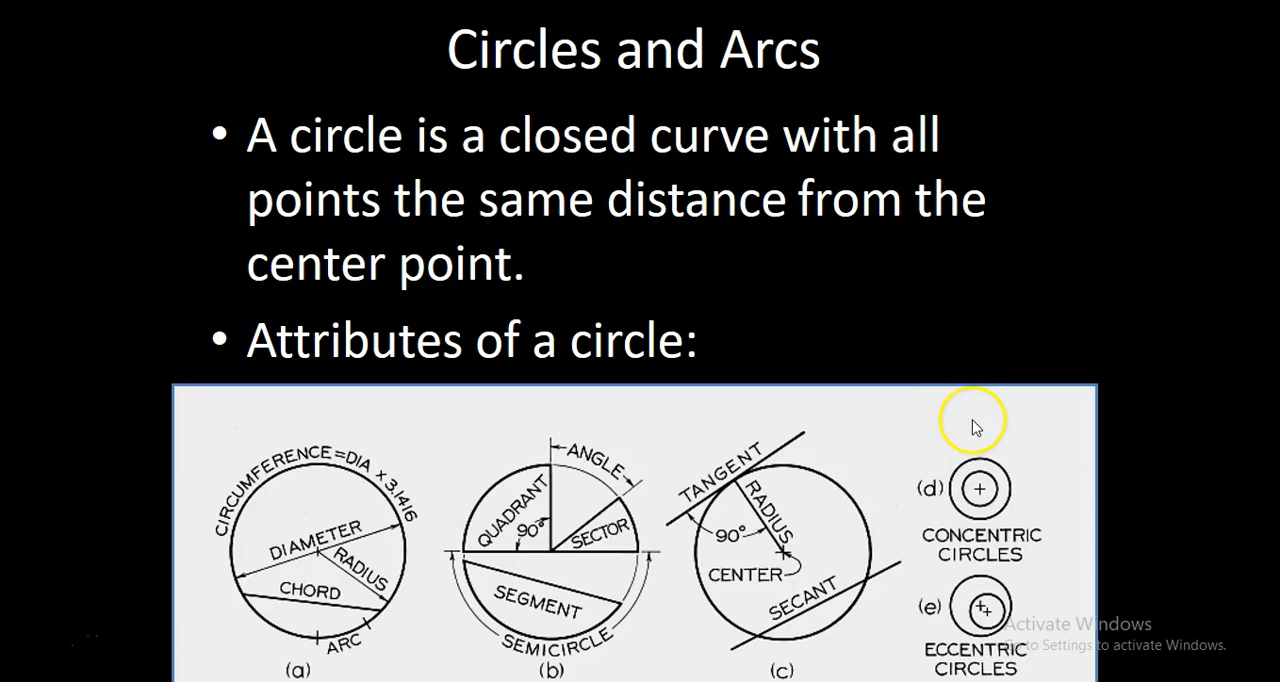 Circles and Arcs
• A circle is a closed curve with all
points the same distance from the
center point.
• Attributes of a circle:
CIRCUMFERENCE=DIA × 3.1416
DIAMETER
RADIUS
CHORD
ARC
(a)
ANGLE
QUADRANT
90°
SECTOR
SEGMENT
SEMICIRCLE
(b)
TANGENT
RADIUS
90°
CENTER
SECANT
(c)
(d)
CONCENTRIC
CIRCLES
(e)
ECCENTRIC
CIRCLES
Activate Windows
Go to Settings to activate Windows.